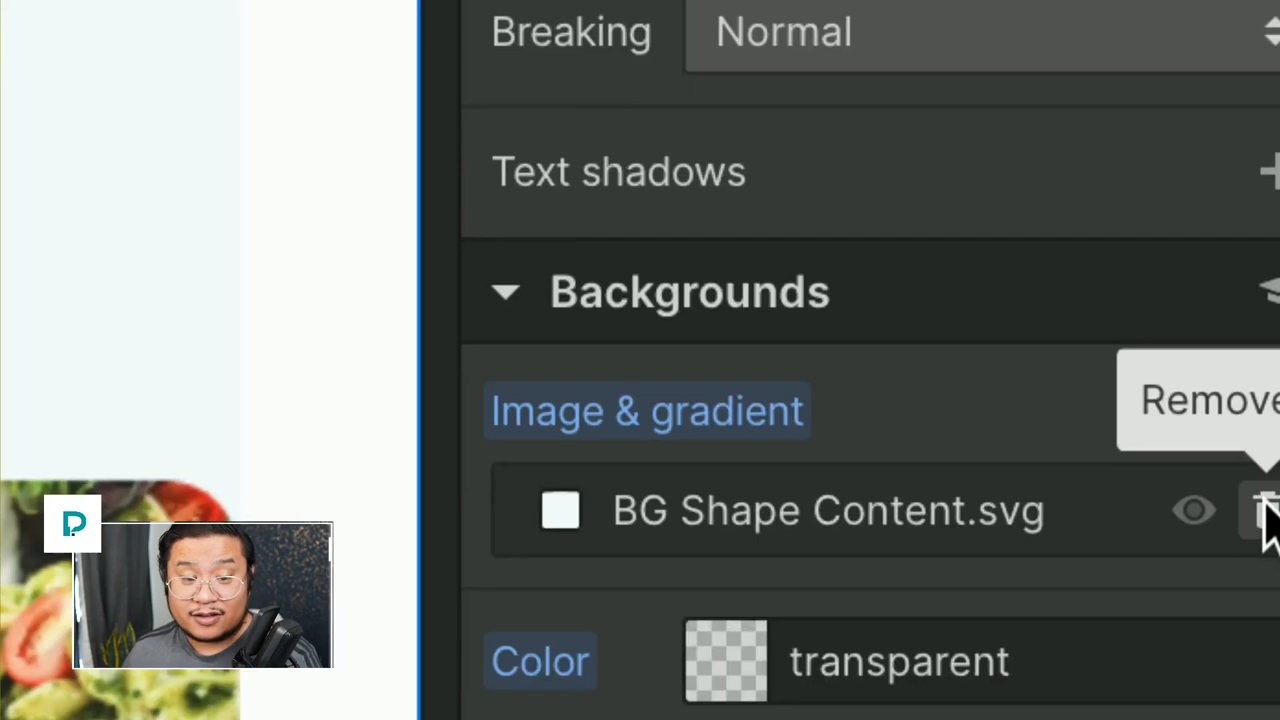 Breaking Normal
Text shadows
Backgrounds
Remove
Image & gradient
BG Shape Content.svg
Color transparent